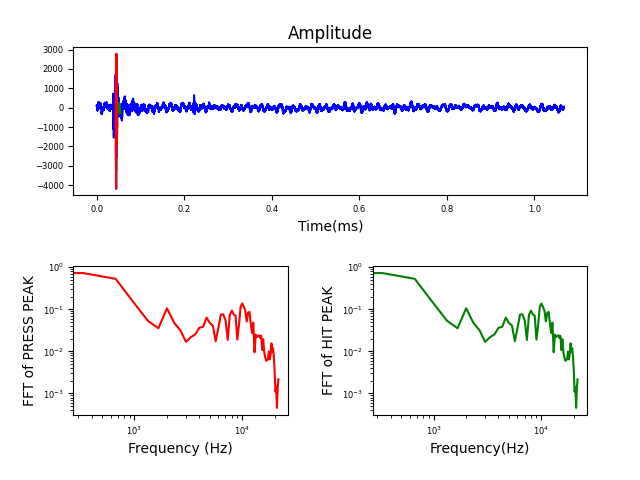 Amplitude
3000
2000
1000
0
−1000
−2000
−3000
−4000
0.0 0.2 0.4 0.6 0.8 1.0
Time(ms)
FFT of PRESS PEAK
10⁰
10⁻¹
10⁻²
10⁻³
10³ 10⁴
Frequency (Hz)
FFT of HIT PEAK
10⁰
10⁻¹
10⁻²
10⁻³
10³ 10⁴
Frequency(Hz)